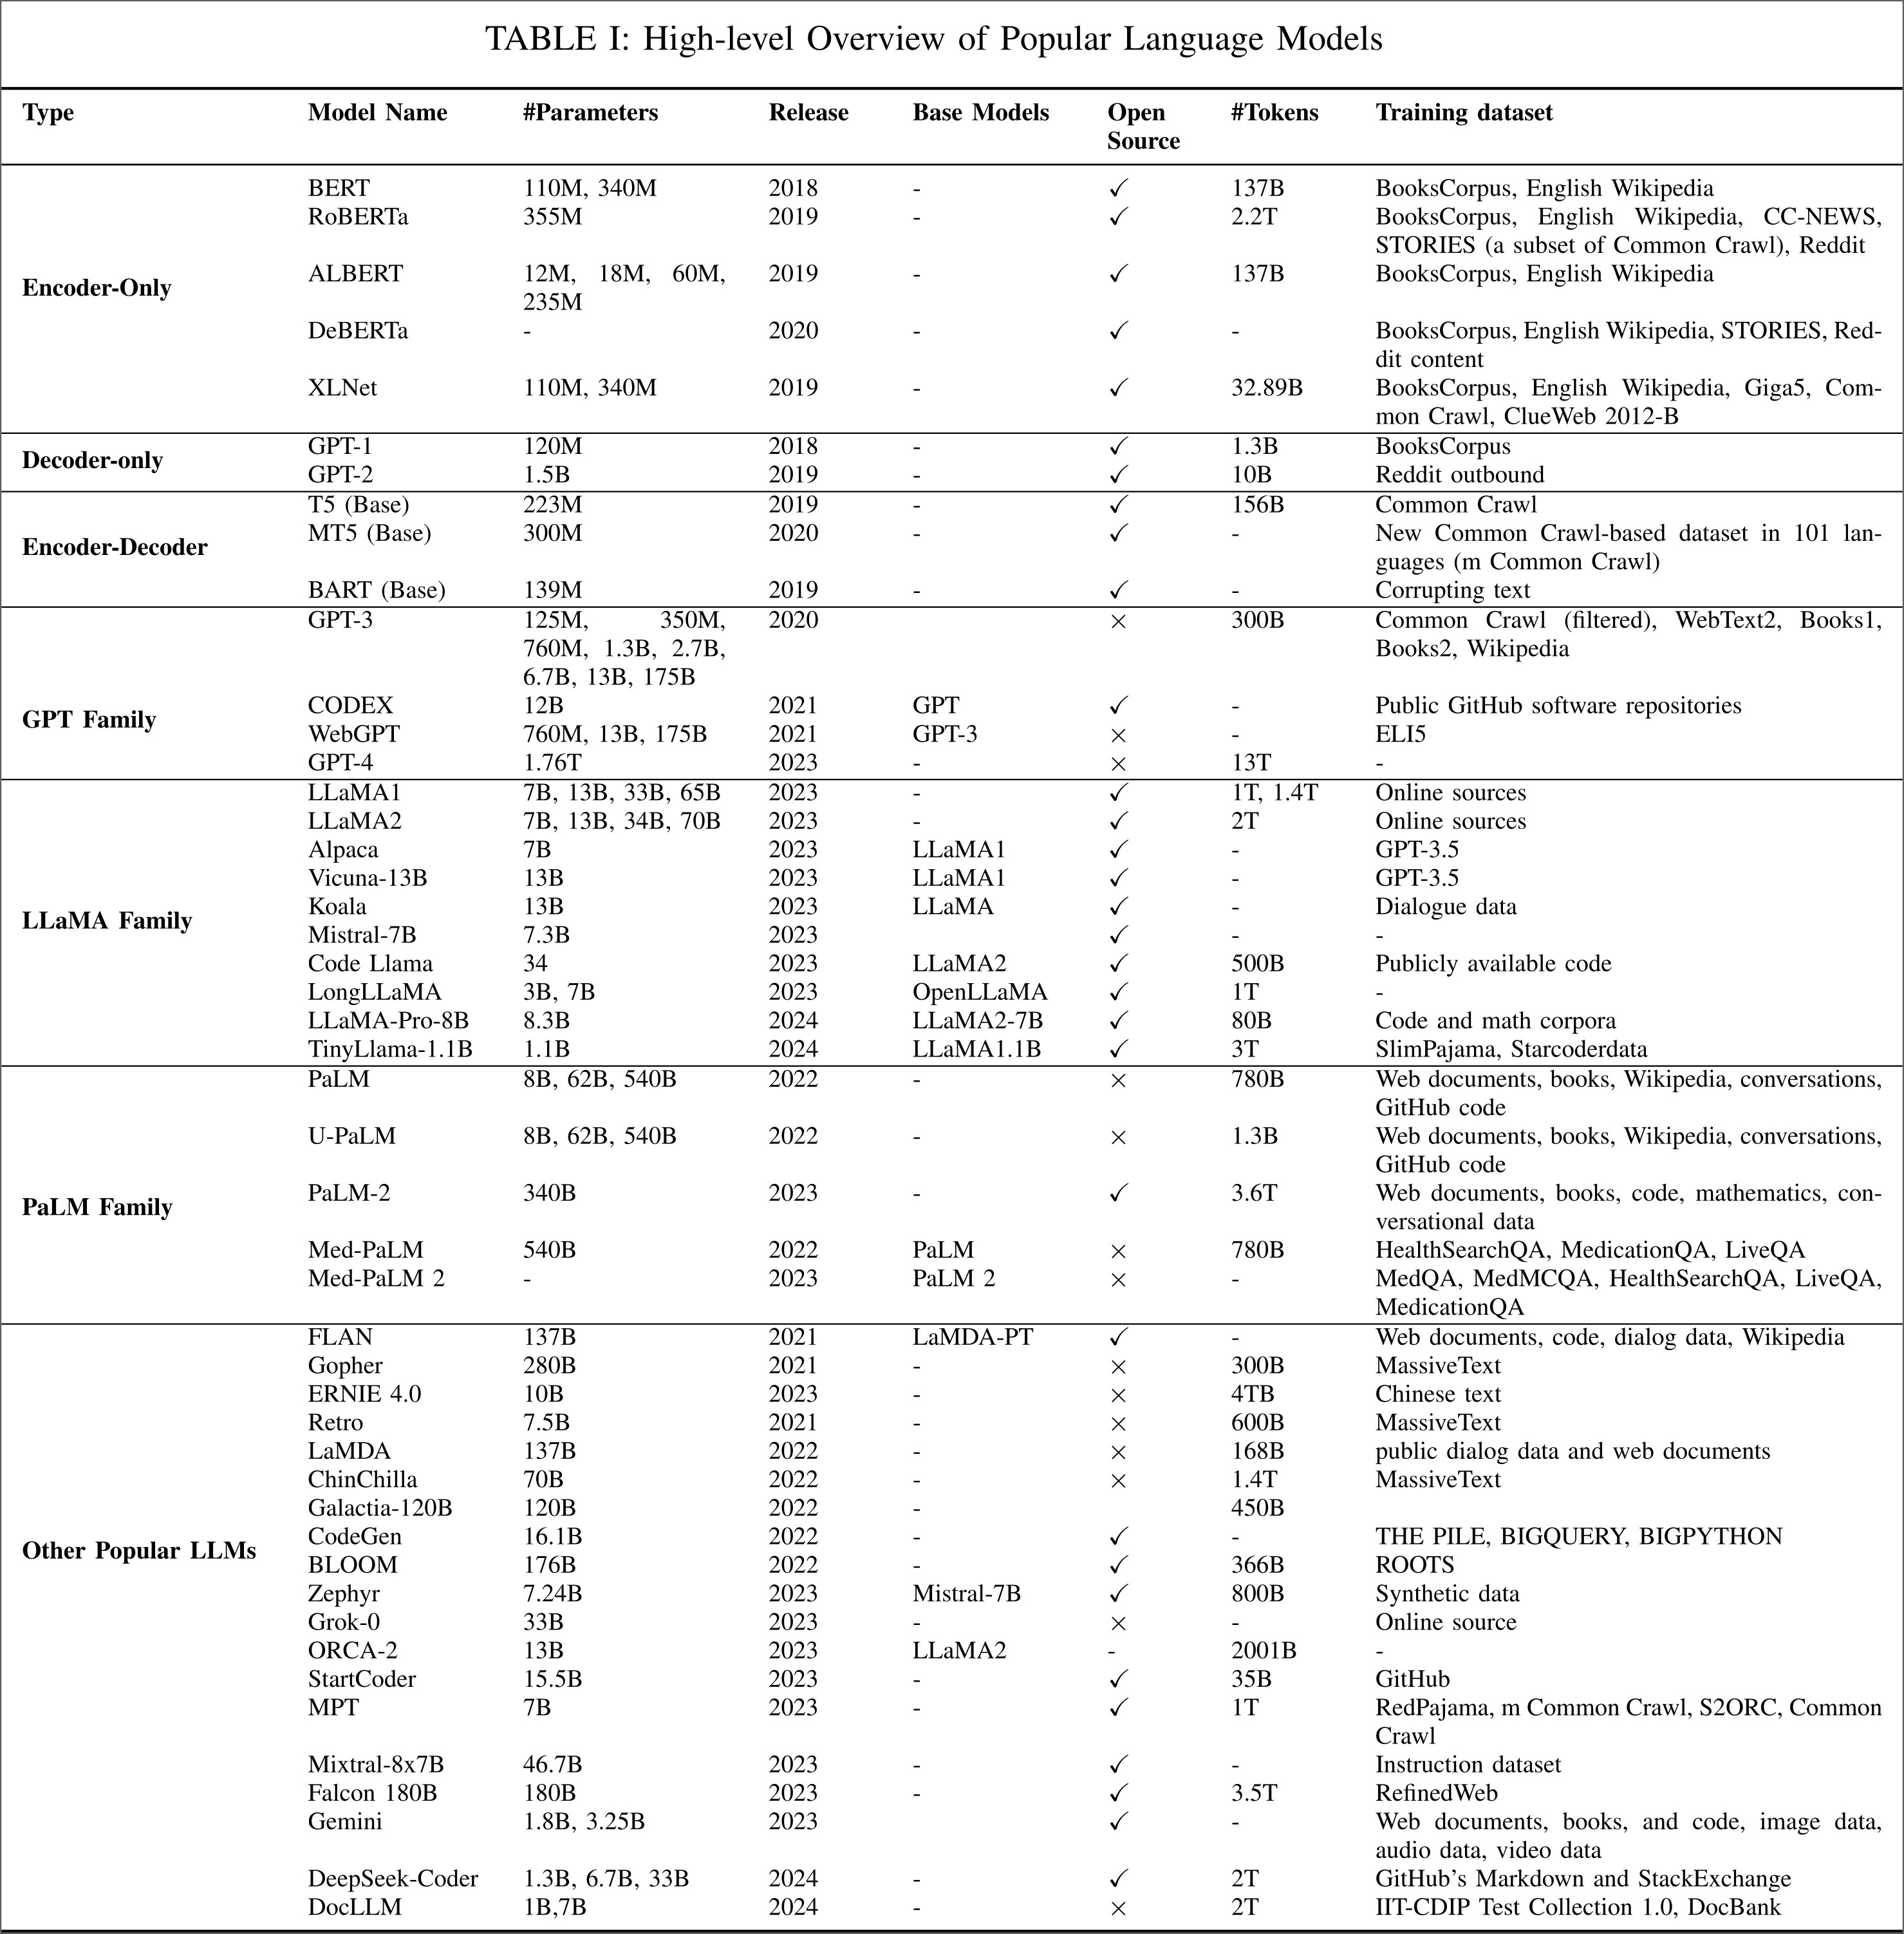 TABLE I: High-level Overview of Popular Language Models
Type Model Name #Parameters Release Base Models Open Source #Tokens Training dataset
Encoder-Only
BERT 110M, 340M 2018 - ✓ 137B BooksCorpus, English Wikipedia
RoBERTa 355M 2019 - ✓ 2.2T BooksCorpus, English Wikipedia, CC-NEWS,
STORIES (a subset of Common Crawl), Reddit
ALBERT 12M, 18M, 60M, 2019 - ✓ 137B BooksCorpus, English Wikipedia
235M
DeBERTa - 2020 - ✓ - BooksCorpus, English Wikipedia, STORIES, Red-
dit content
XLNet 110M, 340M 2019 - ✓ 32.89B BooksCorpus, English Wikipedia, Giga5, Com-
mon Crawl, ClueWeb 2012-B
Decoder-only
GPT-1 120M 2018 - ✓ 1.3B BooksCorpus
GPT-2 1.5B 2019 - ✓ 10B Reddit outbound
Encoder-Decoder
T5 (Base) 223M 2019 - ✓ 156B Common Crawl
MT5 (Base) 300M 2020 - ✓ - New Common Crawl-based dataset in 101 lan-
guages (m Common Crawl)
BART (Base) 139M 2019 - ✓ - Corrupting text
GPT Family
GPT-3 125M, 350M, 2020 × 300B Common Crawl (filtered), WebText2, Books1,
760M, 1.3B, 2.7B, Books2, Wikipedia
6.7B, 13B, 175B
CODEX 12B 2021 GPT ✓ - Public GitHub software repositories
WebGPT 760M, 13B, 175B 2021 GPT-3 × - ELI5
GPT-4 1.76T 2023 - × 13T -
LLaMA Family
LLaMA1 7B, 13B, 33B, 65B 2023 - ✓ 1T, 1.4T Online sources
LLaMA2 7B, 13B, 34B, 70B 2023 - ✓ 2T Online sources
Alpaca 7B 2023 LLaMA1 ✓ - GPT-3.5
Vicuna-13B 13B 2023 LLaMA1 ✓ - GPT-3.5
Koala 13B 2023 LLaMA ✓ - Dialogue data
Mistral-7B 7.3B 2023 ✓ - -
Code Llama 34 2023 LLaMA2 ✓ 500B Publicly available code
LongLLaMA 3B, 7B 2023 OpenLLaMA ✓ 1T -
LLaMA-Pro-8B 8.3B 2024 LLaMA2-7B ✓ 80B Code and math corpora
TinyLlama-1.1B 1.1B 2024 LLaMA1.1B ✓ 3T SlimPajama, Starcoderdata
PaLM Family
PaLM 8B, 62B, 540B 2022 - × 780B Web documents, books, Wikipedia, conversations,
GitHub code
U-PaLM 8B, 62B, 540B 2022 - × 1.3B Web documents, books, Wikipedia, conversations,
GitHub code
PaLM-2 340B 2023 - ✓ 3.6T Web documents, books, code, mathematics, con-
versational data
Med-PaLM 540B 2022 PaLM × 780B HealthSearchQA, MedicationQA, LiveQA
Med-PaLM 2 - 2023 PaLM 2 × - MedQA, MedMCQA, HealthSearchQA, LiveQA,
MedicationQA
Other Popular LLMs
FLAN 137B 2021 LaMDA-PT ✓ - Web documents, code, dialog data, Wikipedia
Gopher 280B 2021 - × 300B MassiveText
ERNIE 4.0 10B 2023 - × 4TB Chinese text
Retro 7.5B 2021 - × 600B MassiveText
LaMDA 137B 2022 - × 168B public dialog data and web documents
ChinChilla 70B 2022 - × 1.4T MassiveText
Galactia-120B 120B 2022 - 450B
CodeGen 16.1B 2022 - ✓ - THE PILE, BIGQUERY, BIGPYTHON
BLOOM 176B 2022 - ✓ 366B ROOTS
Zephyr 7.24B 2023 Mistral-7B ✓ 800B Synthetic data
Grok-0 33B 2023 - × - Online source
ORCA-2 13B 2023 LLaMA2 - 2001B -
StartCoder 15.5B 2023 - ✓ 35B GitHub
MPT 7B 2023 - ✓ 1T RedPajama, m Common Crawl, S2ORC, Common
Crawl
Mixtral-8x7B 46.7B 2023 - ✓ - Instruction dataset
Falcon 180B 180B 2023 - ✓ 3.5T RefinedWeb
Gemini 1.8B, 3.25B 2023 ✓ - Web documents, books, and code, image data,
audio data, video data
DeepSeek-Coder 1.3B, 6.7B, 33B 2024 - ✓ 2T GitHub's Markdown and StackExchange
DocLLM 1B,7B 2024 - × 2T IIT-CDIP Test Collection 1.0, DocBank